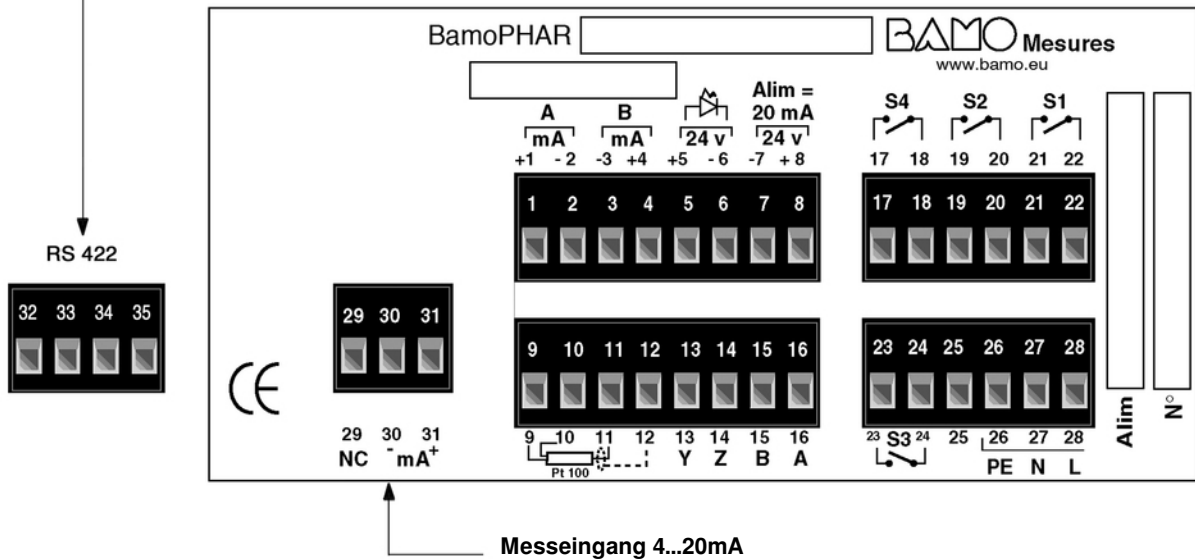 BamoPHAR BAMO Mesures
www.bamo.eu
A B Alim =
20 mA
mA mA 24 v 24 v
+1 - 2 -3 +4 +5 - 6 -7 + 8
S4 S2 S1
17 18 19 20 21 22
1 2 3 4 5 6 7 8
17 18 19 20 21 22
RS 422
32 33 34 35
29 30 31
9 10 11 12 13 14 15 16
23 24 25 26 27 28
CE
29 30 31
NC - mA +
9 10 11 12 13 14 15 16
Pt 100 Y Z B A
23 S3 24 25 26 27 28
PE N L
Alim
N°
Messeingang 4...20mA